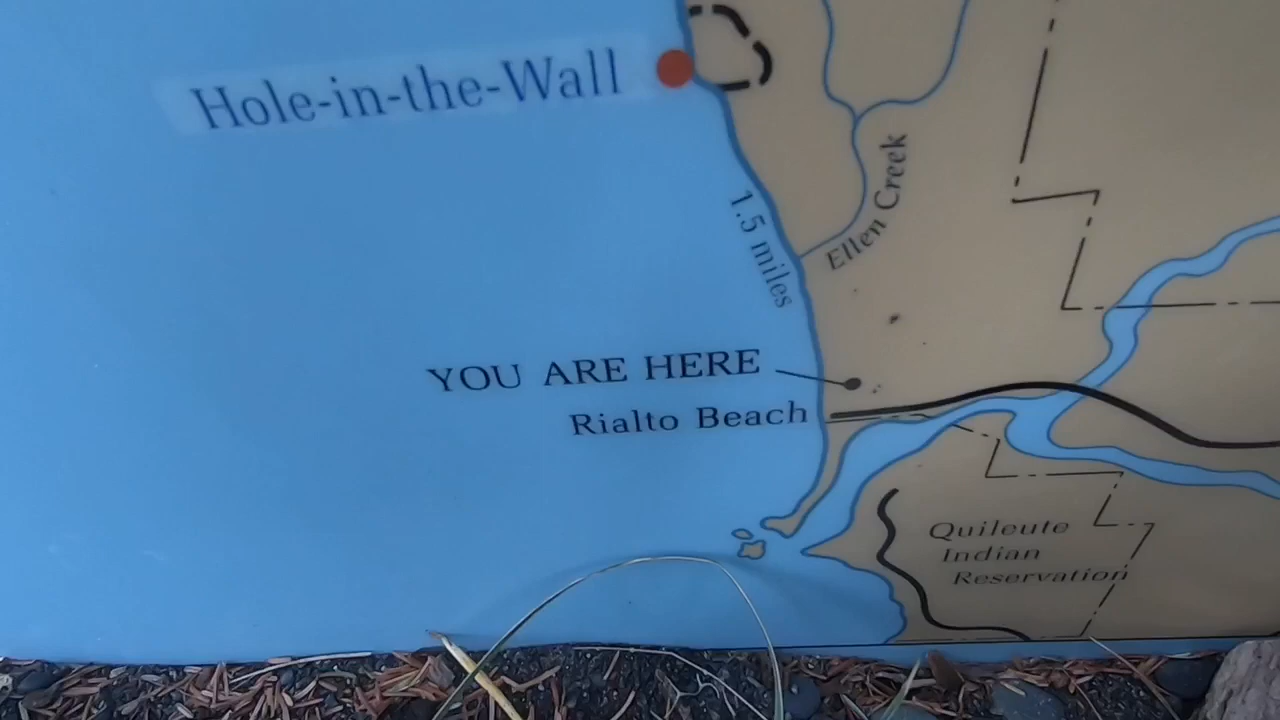 Hole-in-the-Wall
1.5 miles
Ellen Creek
YOU ARE HERE
Rialto Beach
Quileute
Indian
Reservation